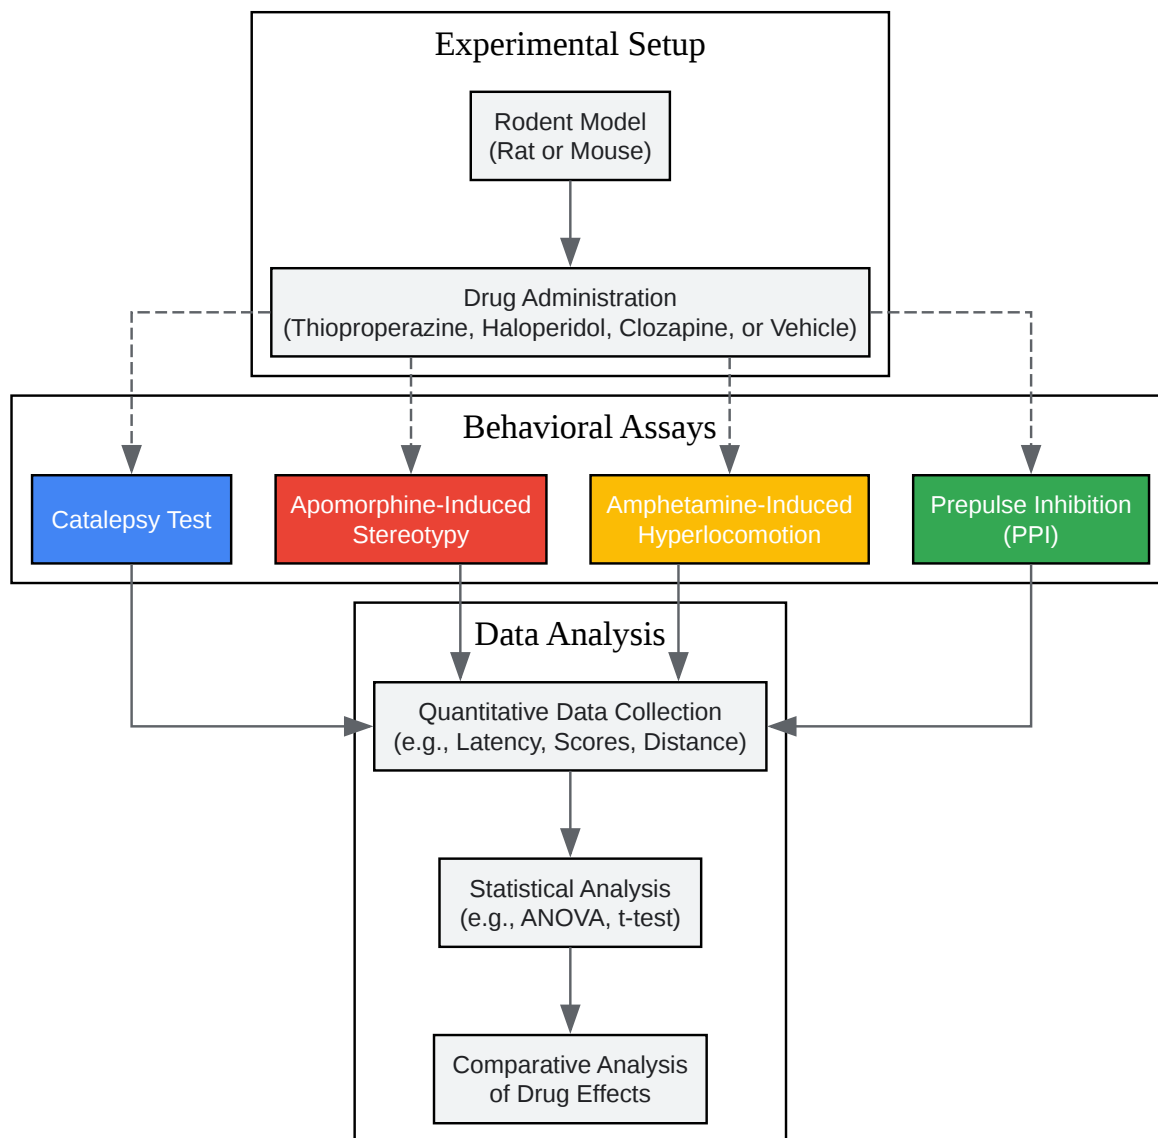 Experimental Setup
Rodent Model
(Rat or Mouse)
Drug Administration
(Thioproperazine, Haloperidol, Clozapine, or Vehicle)
Behavioral Assays
Catalepsy Test
Apomorphine-Induced
Stereotypy
Amphetamine-Induced
Hyperlocomotion
Prepulse Inhibition
(PPI)
Data Analysis
Quantitative Data Collection
(e.g., Latency, Scores, Distance)
Statistical Analysis
(e.g., ANOVA, t-test)
Comparative Analysis
of Drug Effects